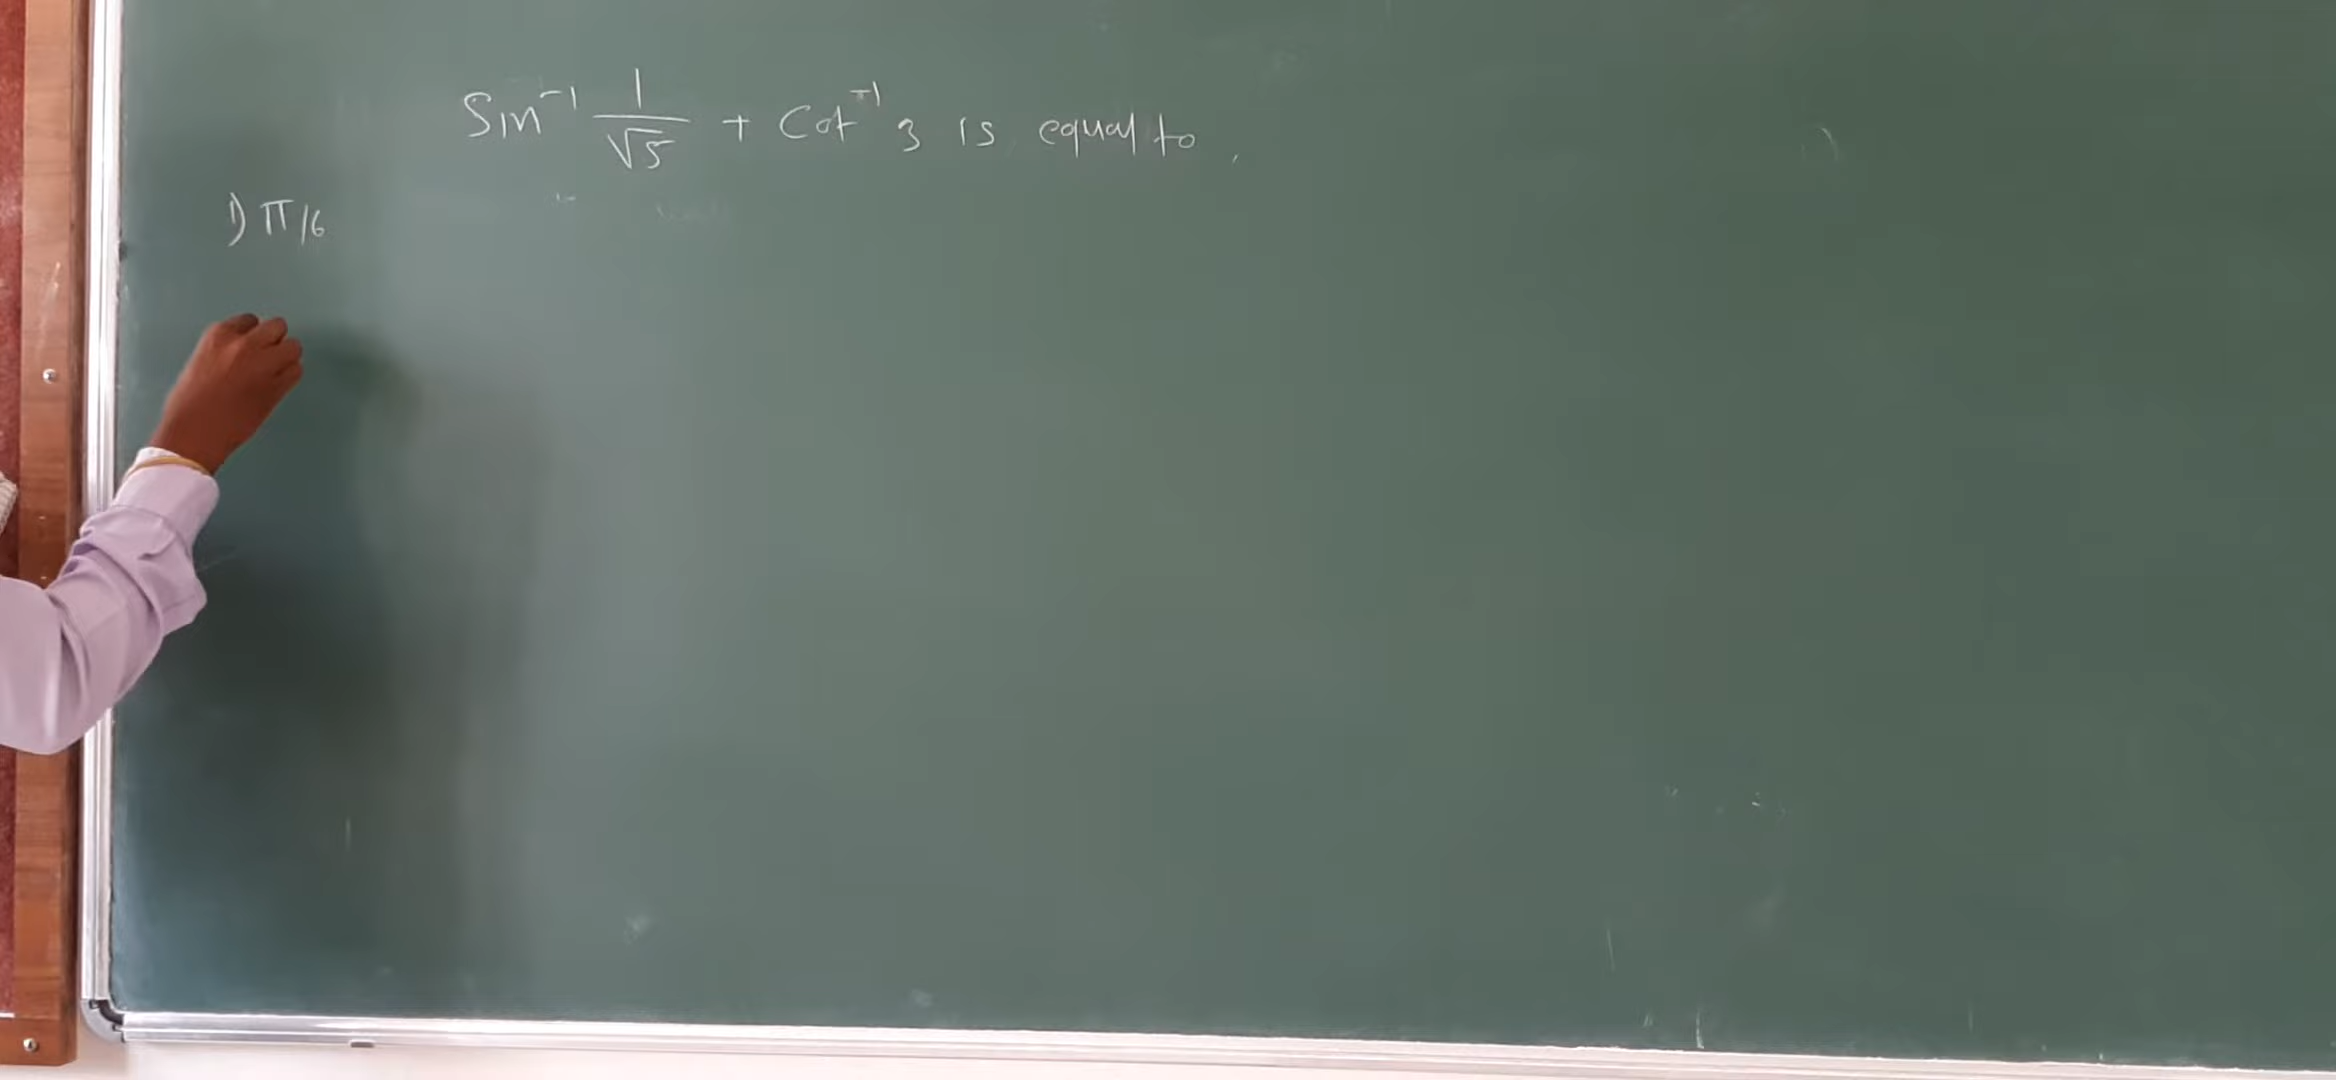 Sin⁻¹ 1/√5 + Cot⁻¹ 3 is equal to,
1) π/6